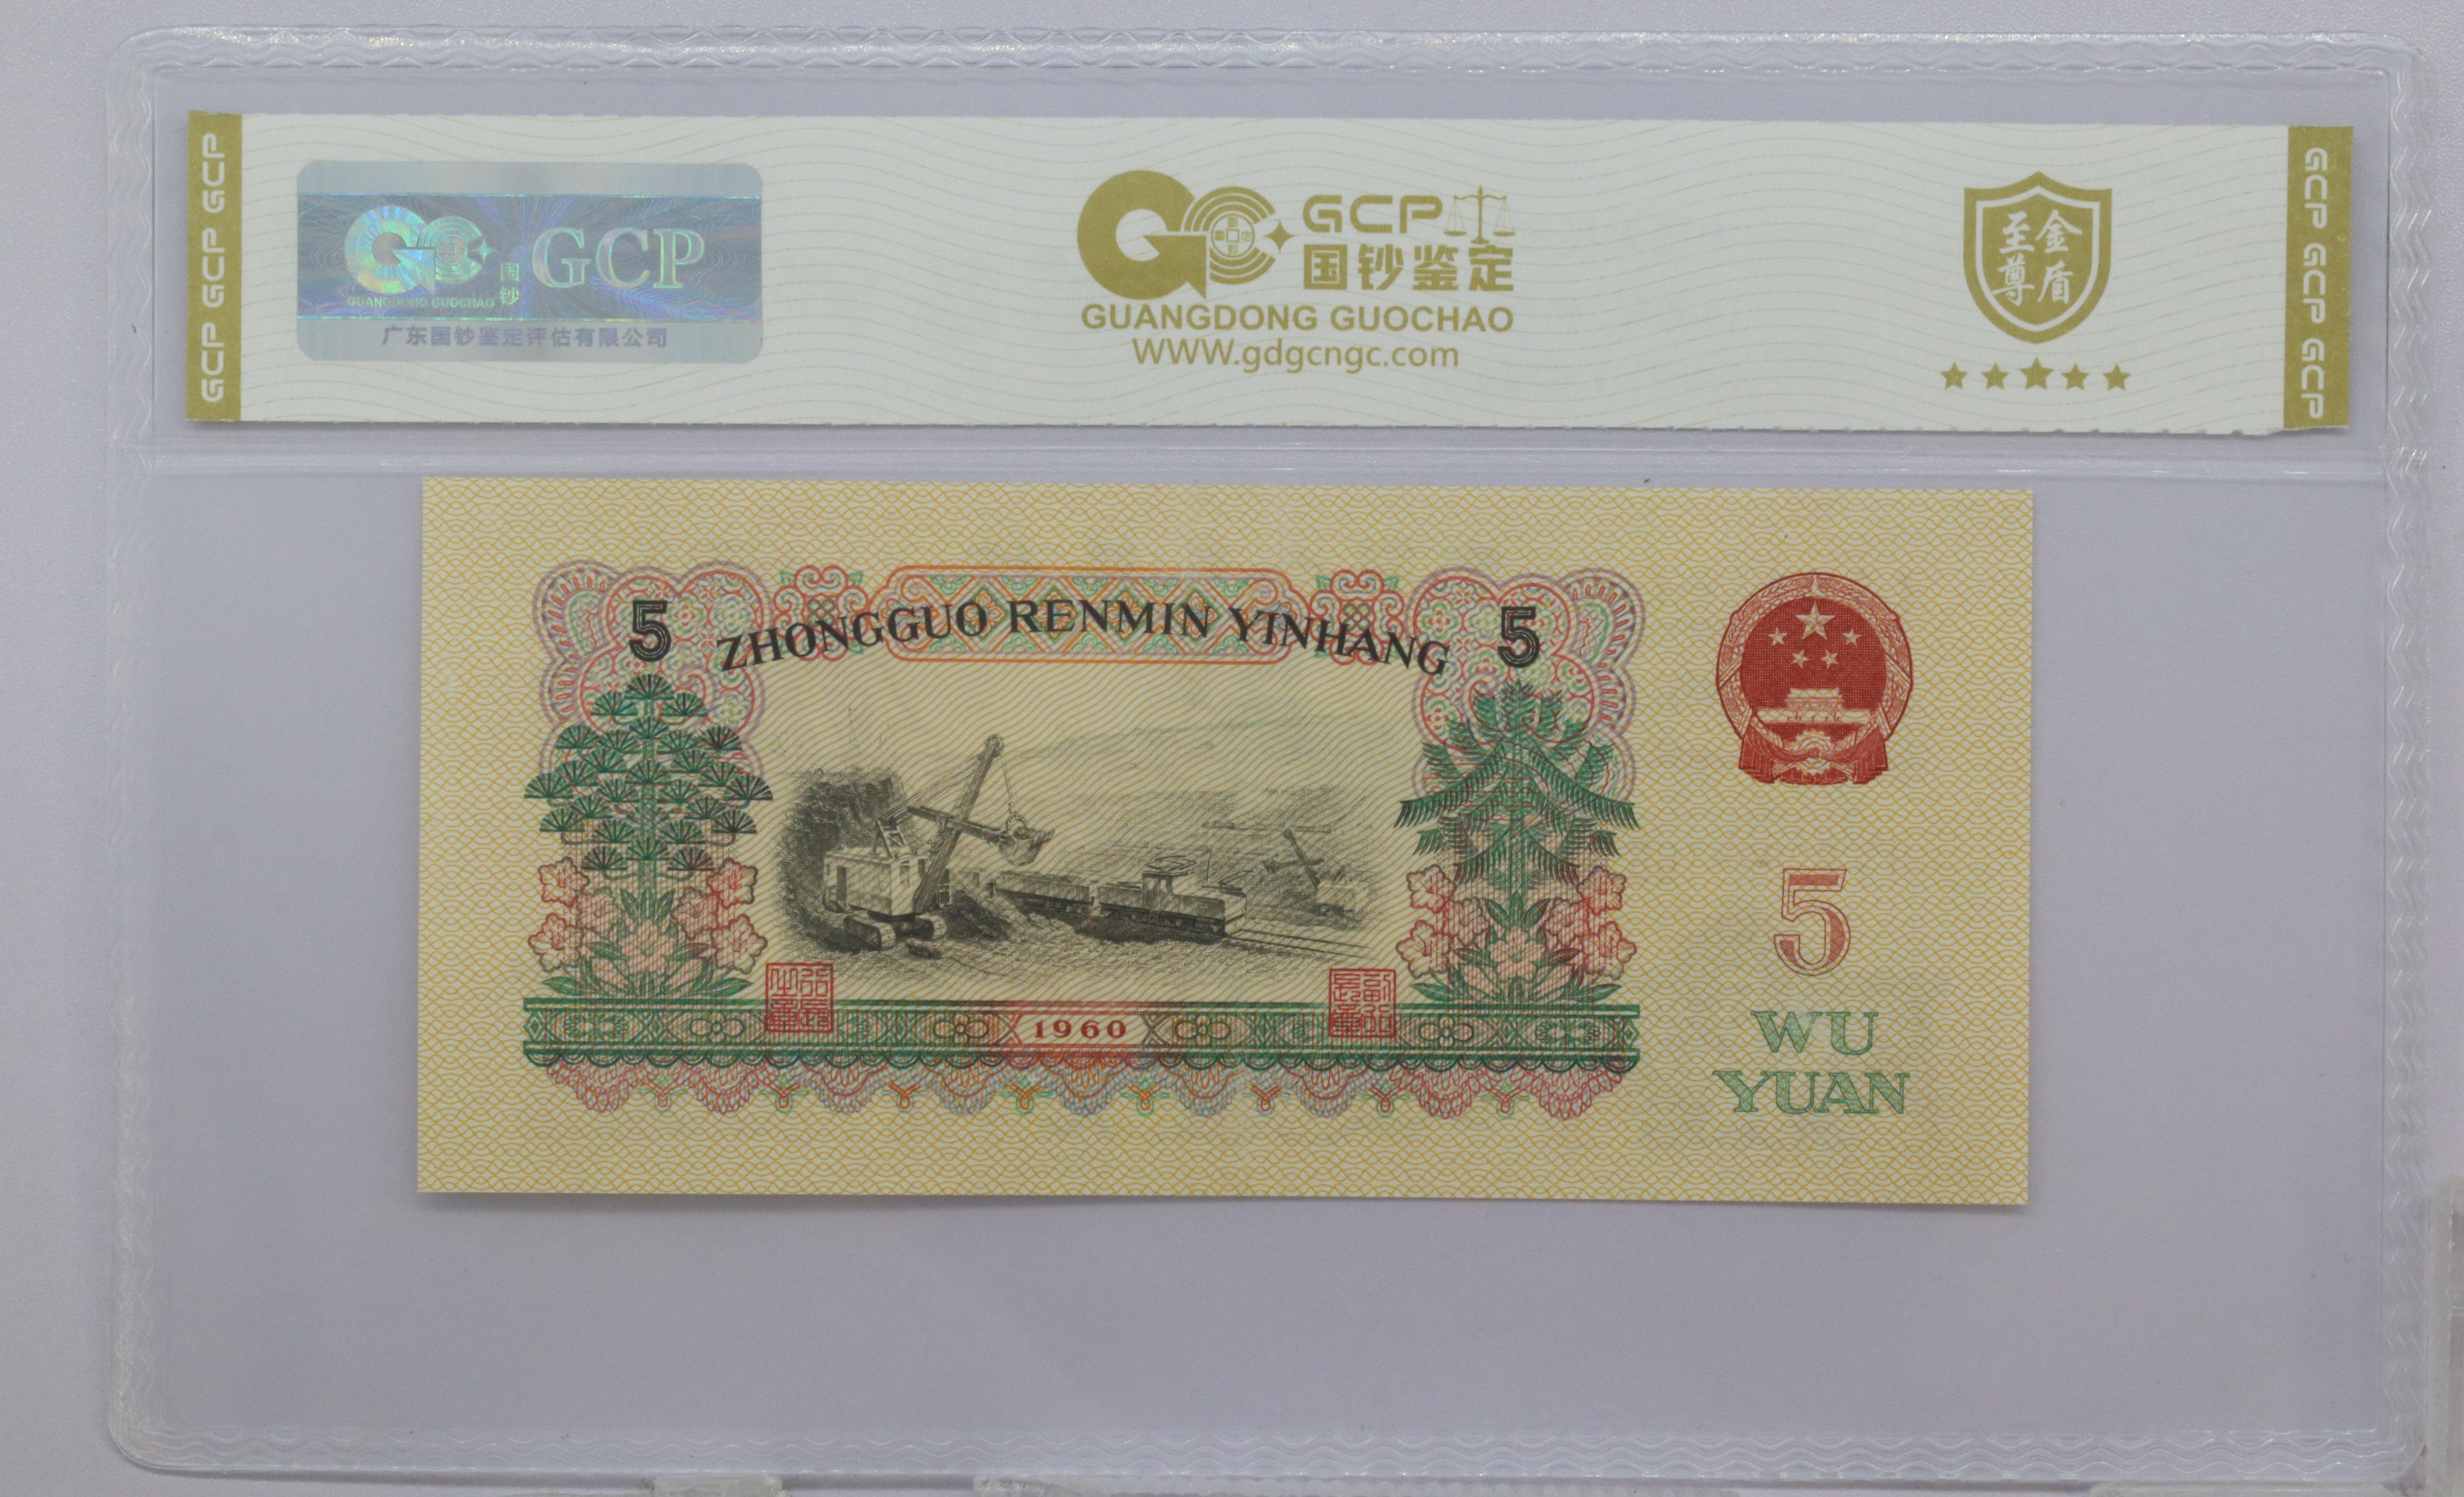 GCP GCP GCP
GC 国钞 GCP
GUANGDONG GUOCHAO
广东国钞鉴定评估有限公司
GCP
国钞鉴定
GUANGDONG GUOCHAO
WWW.gdgcngc.com
至尊 金盾
GCP GCP GCP
5 ZHONGGUO RENMIN YINHANG 5
1960
5
WU
YUAN